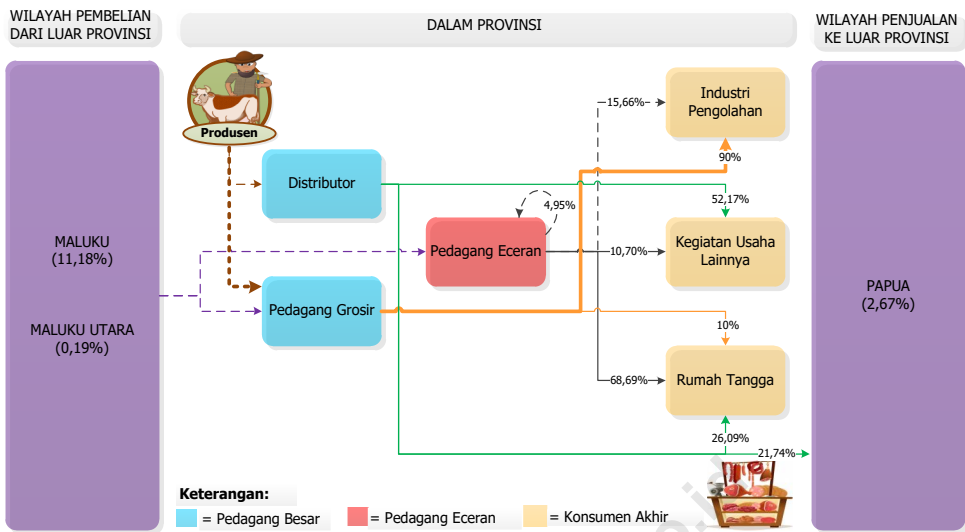 WILAYAH PEMBELIAN
DARI LUAR PROVINSI
DALAM PROVINSI
WILAYAH PENJUALAN
KE LUAR PROVINSI
Produsen
Industri
Pengolahan
15,66%
90%
Distributor
52,17%
4,95%
MALUKU
(11,18%)
Pedagang Eceran
10,70%
Kegiatan Usaha
Lainnya
PAPUA
(2,67%)
Pedagang Grosir
MALUKU UTARA
(0,19%)
10%
68,69%
Rumah Tangga
26,09%
21,74%
Keterangan:
= Pedagang Besar
= Pedagang Eceran
= Konsumen Akhir